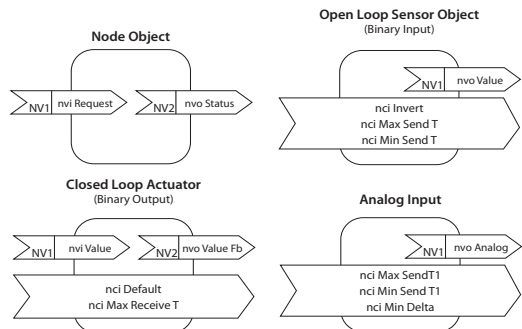 Node Object
NV1 nvi Request
NV2 nvo Status
Open Loop Sensor Object
(Binary Input)
NV1 nvo Value
nci Invert
nci Max Send T
nci Min Send T
Closed Loop Actuator
(Binary Output)
NV1 nvi Value
NV2 nvo Value Fb
nci Default
nci Max Receive T
Analog Input
NV1 nvo Analog
nci Max SendT1
nci Min Send T1
nci Min Delta